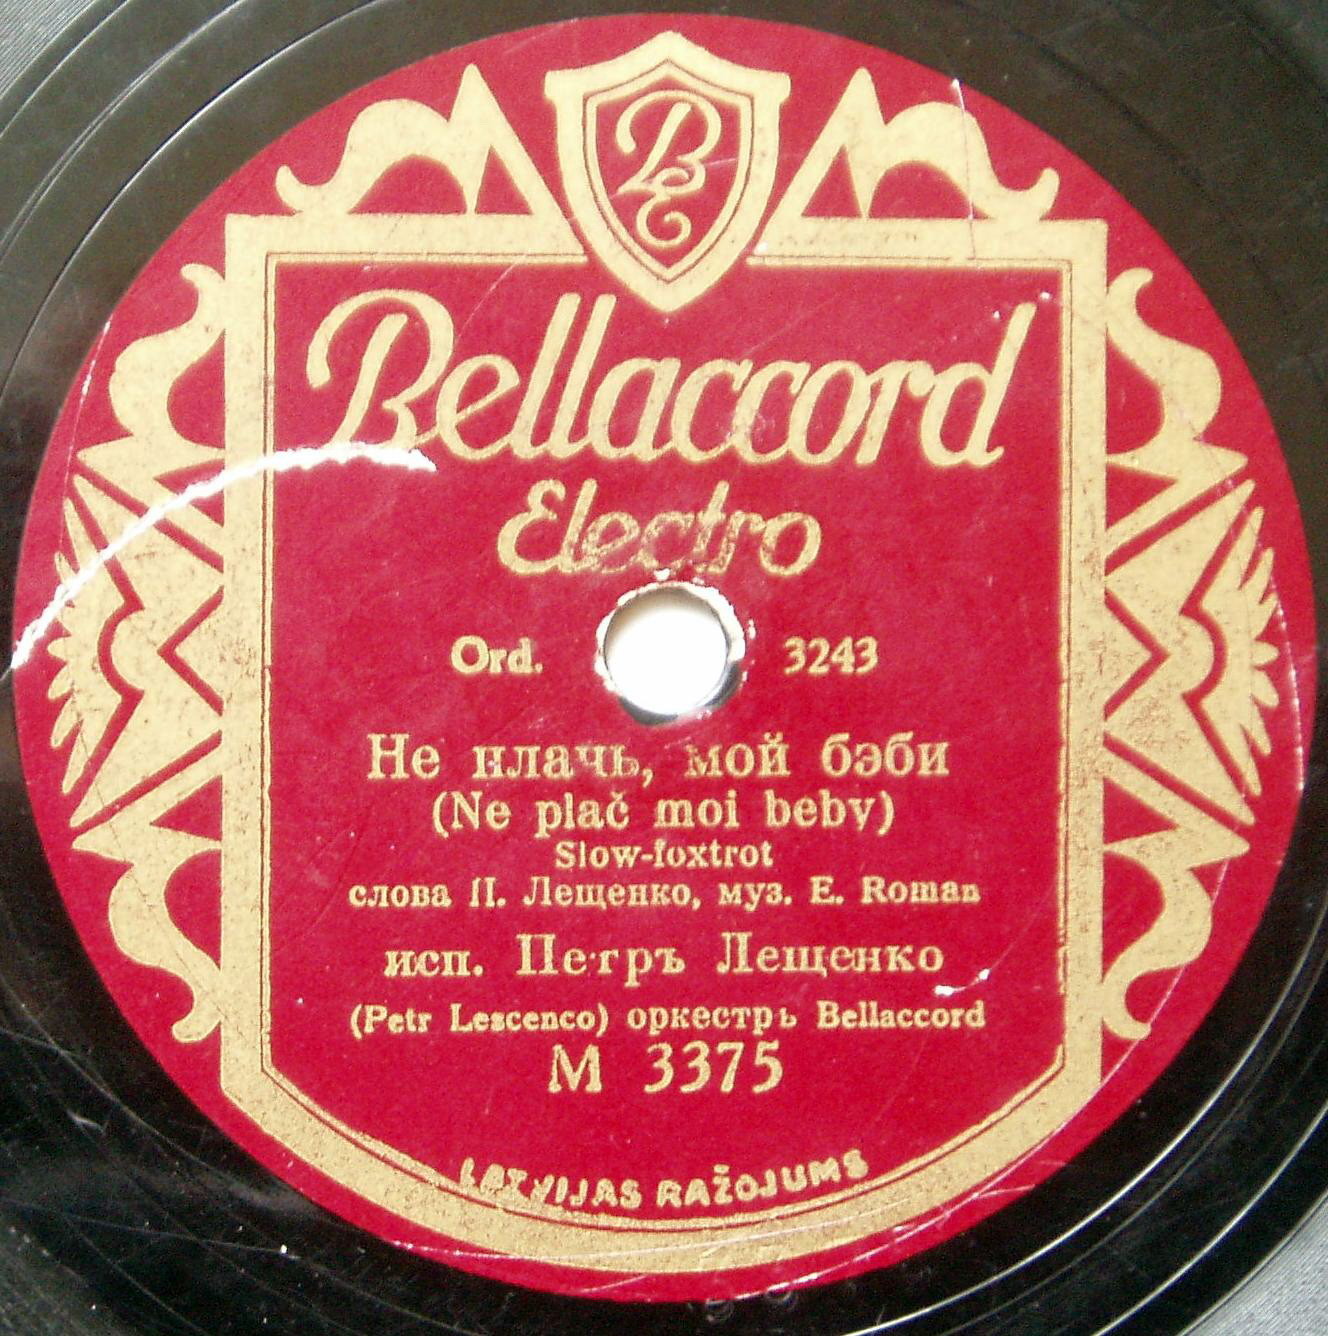 BE
Bellaccord
Electro
Ord. 3243
Не плачь, мой бэби
(Ne plač moi beby)
Slow-foxtrot
слова П. Лещенко, муз. E. Roman
исп. Петръ Лещенко
(Petr Lescenco) оркестръ Bellaccord
M 3375
LATVIJAS RAŽOJUMS